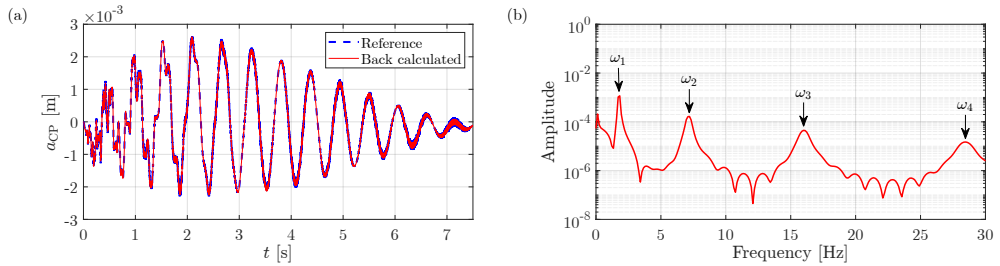 (a)
×10⁻³
3
2
1
0
-1
-2
-3
a_CP [m]
0 1 2 3 4 5 6 7
t [s]
Reference
Back calculated
(b)
10⁰
10⁻²
10⁻⁴
10⁻⁶
10⁻⁸
Amplitude
0 5 10 15 20 25 30
Frequency [Hz]
ω₁
ω₂
ω₃
ω₄